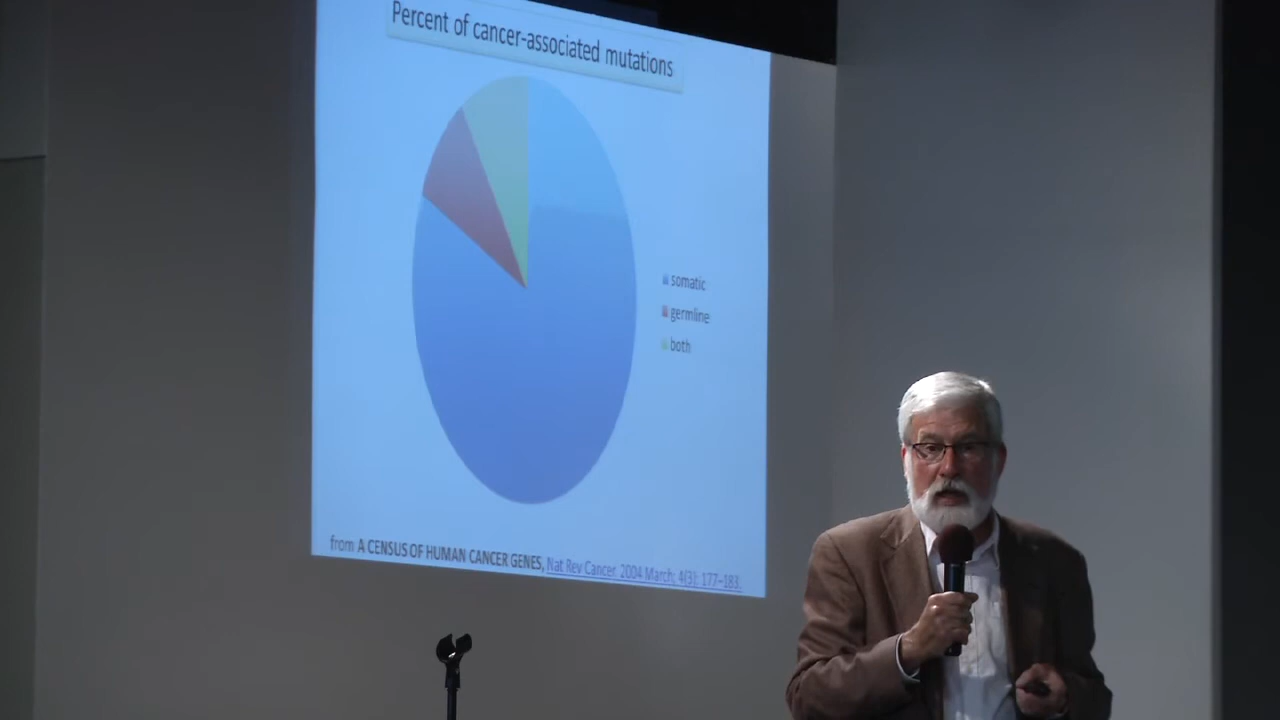 Percent of cancer-associated mutations
somatic
germline
both
from A CENSUS OF HUMAN CANCER GENES, Nat Rev Cancer. 2004 March; 4(3): 177–183.